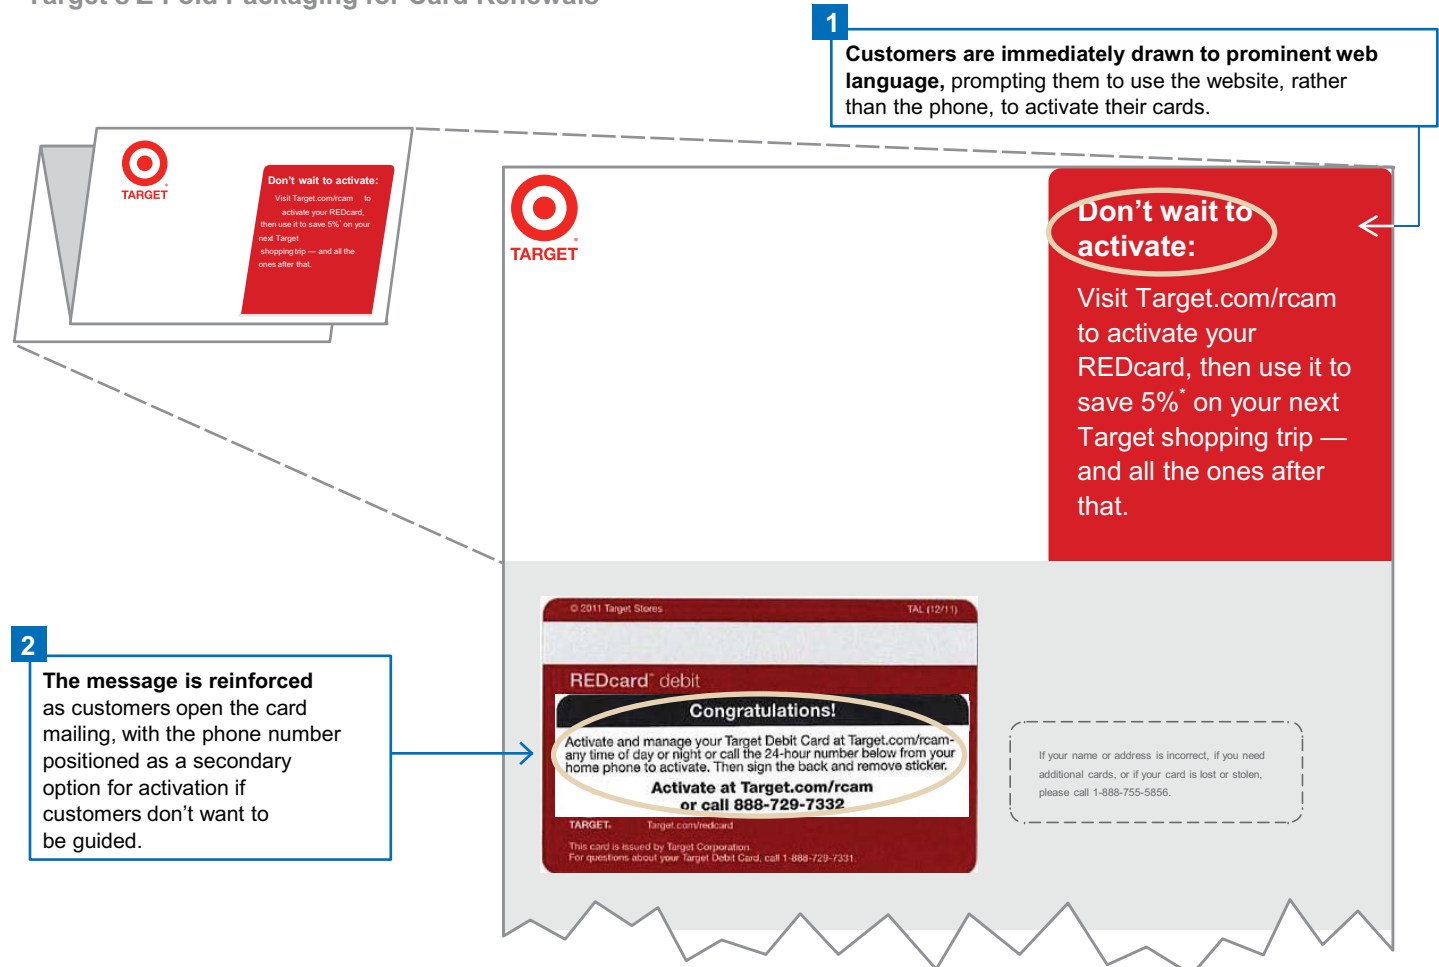 Target's Z-Fold Packaging for Card Renewals
1
Customers are immediately drawn to prominent web
language, prompting them to use the website, rather
than the phone, to activate their cards.
TARGET
Don't wait to activate:
Visit Target.com/rcam to
activate your REDcard,
then use it to save 5%* on your
next Target
shopping trip — and all the
ones after that.
TARGET
Don't wait to
activate:
Visit Target.com/rcam
to activate your
REDcard, then use it to
save 5%* on your next
Target shopping trip —
and all the ones after
that.
2
The message is reinforced
as customers open the card
mailing, with the phone number
positioned as a secondary
option for activation if
customers don't want to
be guided.
© 2011 Target Stores TAL (12/11)
REDcard™ debit
Congratulations!
Activate and manage your Target Debit Card at Target.com/rcam-
any time of day or night or call the 24-hour number below from your
home phone to activate. Then sign the back and remove sticker.
Activate at Target.com/rcam
or call 888-729-7332
TARGET. Target.com/redcard
This card is issued by Target Corporation.
For questions about your Target Debit Card, call 1-888-729-7331.
If your name or address is incorrect, if you need
additional cards, or if your card is lost or stolen,
please call 1-888-755-5856.